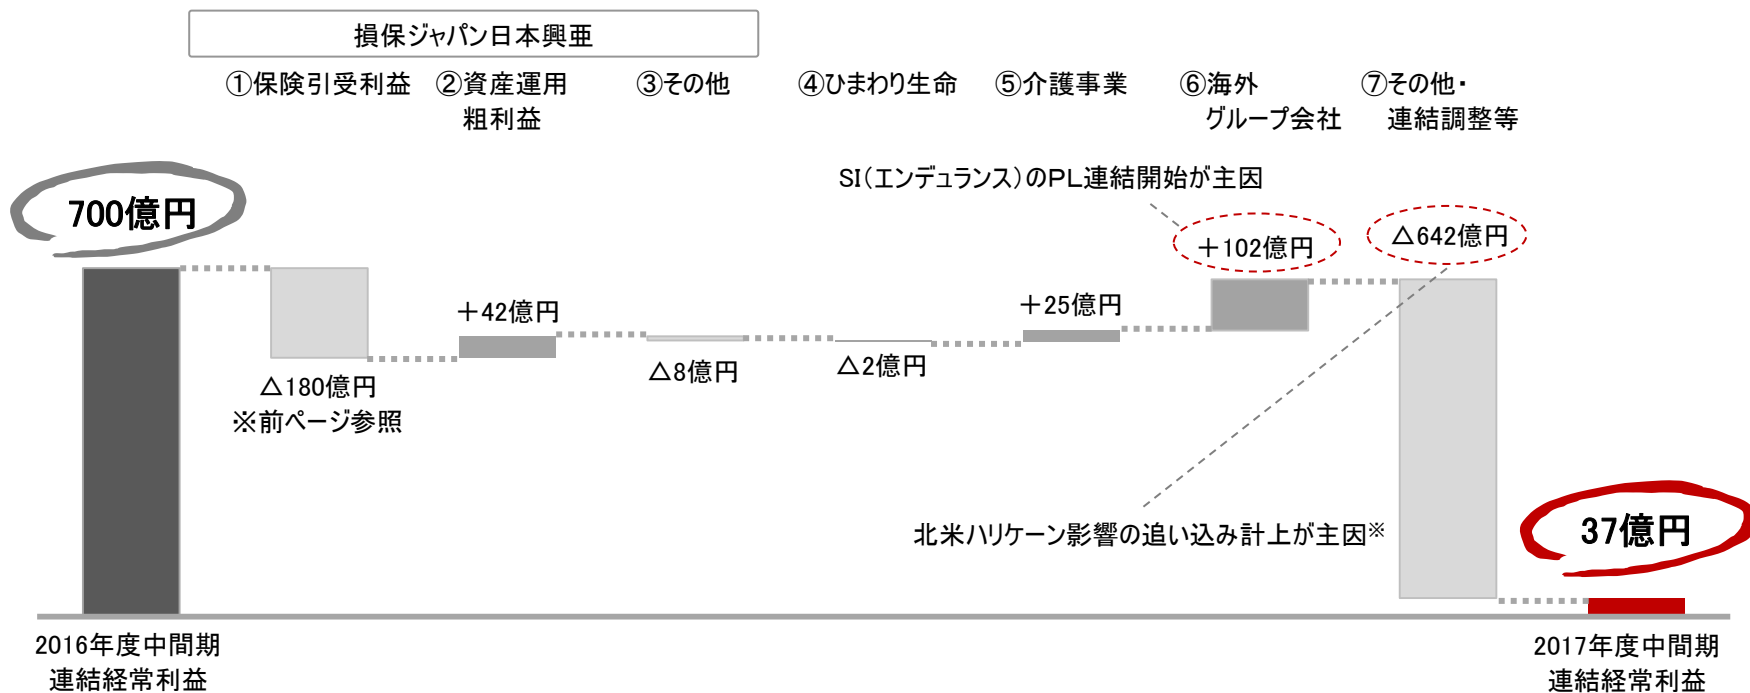 損保ジャパン日本興亜
①保険引受利益
②資産運用
粗利益
③その他
④ひまわり生命
⑤介護事業
⑥海外
グループ会社
⑦その他・
連結調整等
SI(エンデュランス)のPL連結開始が主因
700億円
+102億円
△642億円
+42億円
+25億円
△180億円
※前ページ参照
△8億円
△2億円
北米ハリケーン影響の追い込み計上が主因※
37億円
2016年度中間期
連結経常利益
2017年度中間期
連結経常利益